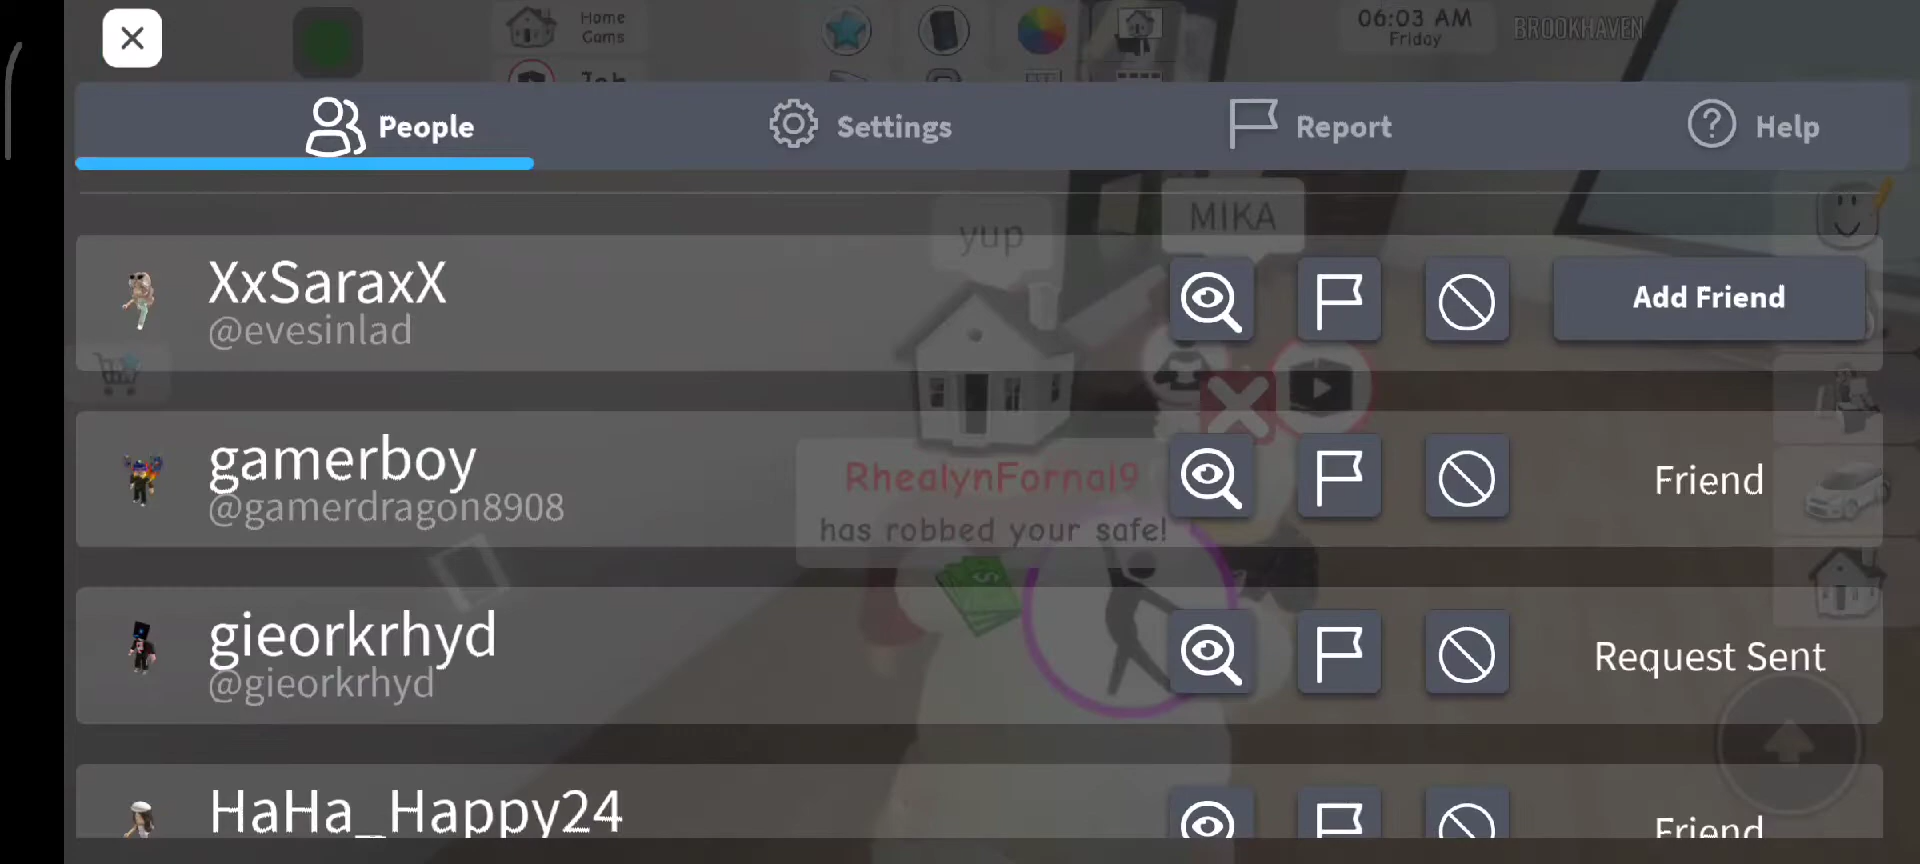 Home
Cams
06:03 AM
Friday
BROOKHAVEN
People
Settings
Report
Help
yup
MIKA
XxSaraxX
@evesinlad
Add Friend
gamerboy
@gamerdragon8908
Friend
RhealynFornal9
has robbed your safe!
gieorkrhyd
@gieorkrhyd
Request Sent
HaHa_Happy24
Friend